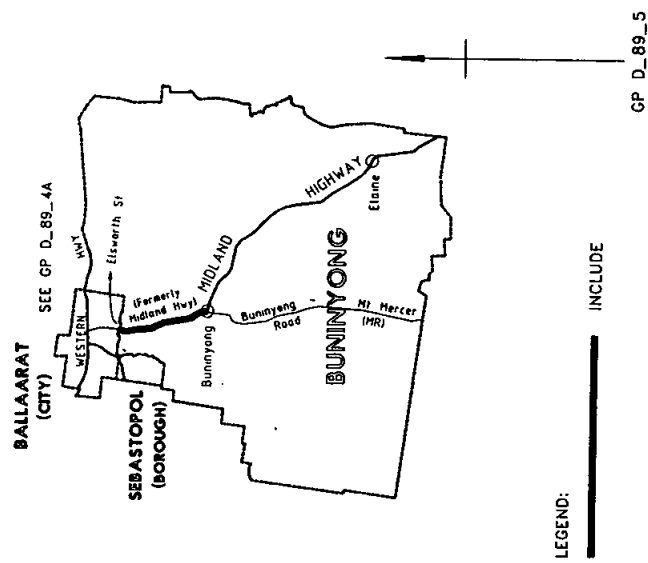 BALLAARAT
(CITY)
SEE GP D_89_4A
WESTERN
HWY
Elsworth St
SEBASTOPOL
(BOROUGH)
(Formerly
Midland Hwy)
Buninyong
MIDLAND
HIGHWAY
Elaine
Buninyong
Road
Mt Mercer
(MR)
BUNINYONG
LEGEND:
INCLUDE
GP D_89_5